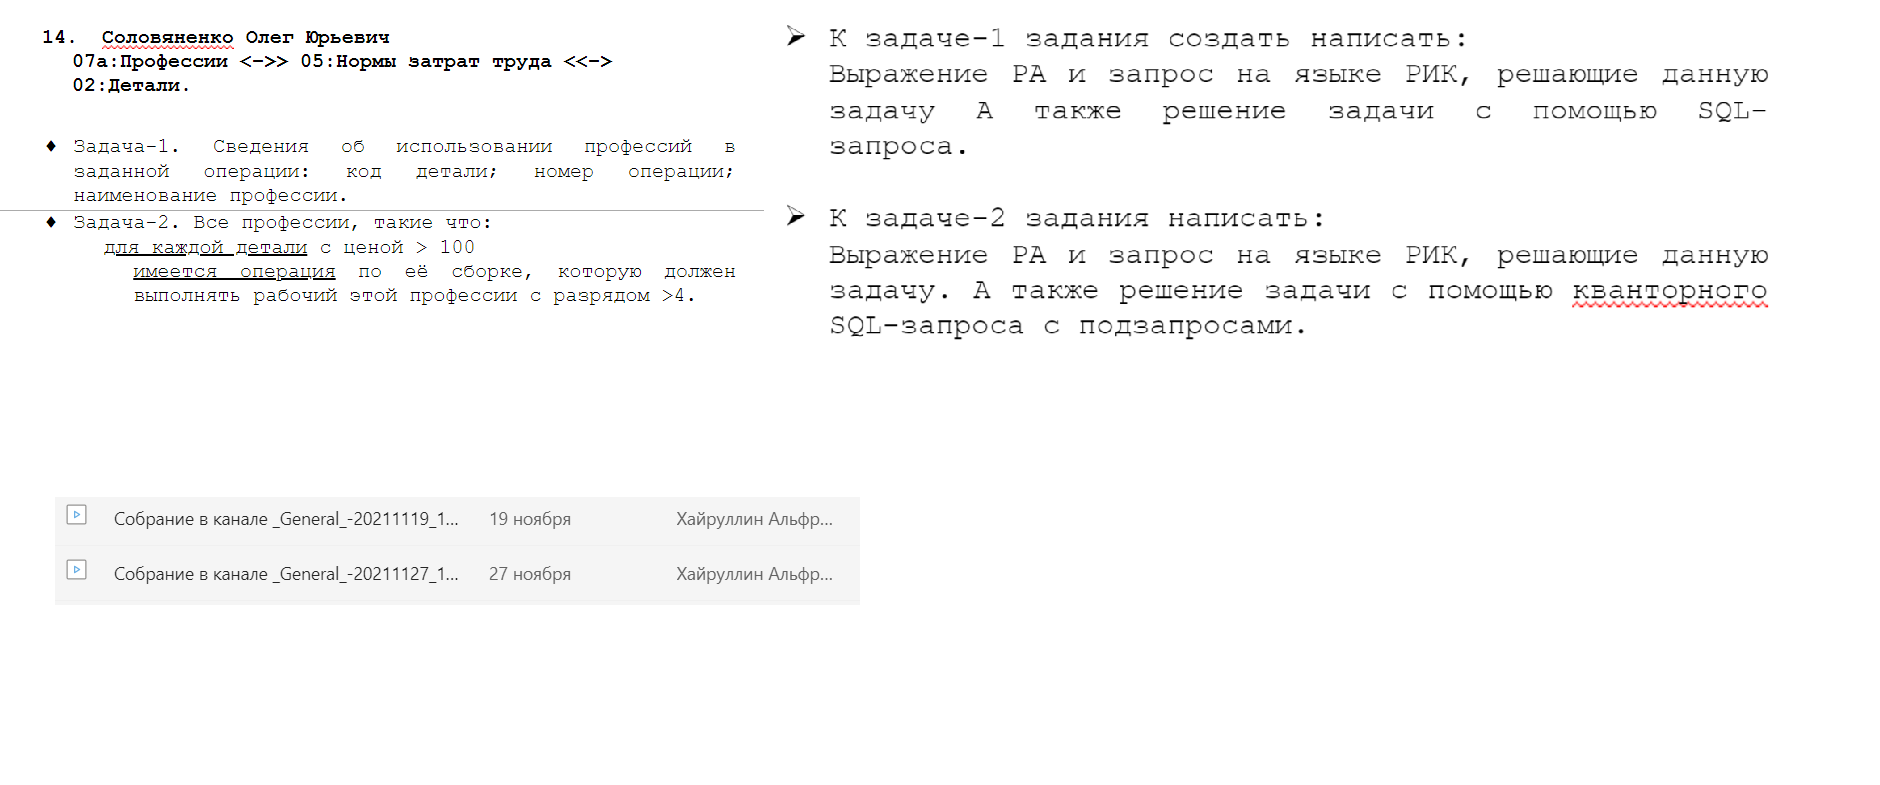 14. Соловяненко Олег Юрьевич
07а:Профессии <->> 05:Нормы затрат труда <<->
02:Детали.
♦ Задача-1. Сведения об использовании профессий в
заданной операции: код детали; номер операции;
наименование профессии.
♦ Задача-2. Все профессии, такие что:
для каждой детали с ценой > 100
имеется операция по её сборке, которую должен
выполнять рабочий этой профессии с разрядом >4.
➢ К задаче-1 задания создать написать:
Выражение РА и запрос на языке РИК, решающие данную
задачу А также решение задачи с помощью SQL-
запроса.
➢ К задаче-2 задания написать:
Выражение РА и запрос на языке РИК, решающие данную
задачу. А также решение задачи с помощью кванторного
SQL-запроса с подзапросами.
Собрание в канале _General_-20211119_1... 19 ноября Хайруллин Альфр...
Собрание в канале _General_-20211127_1... 27 ноября Хайруллин Альфр...